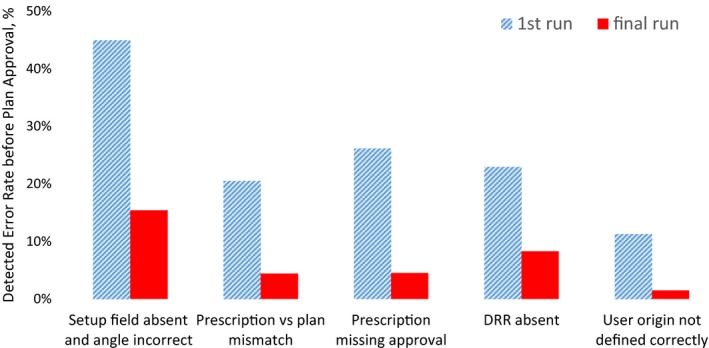 Detected Error Rate before Plan Approval, %
50%
40%
30%
20%
10%
0%
1st run
final run
Setup field absent
and angle incorrect
Prescription vs plan
mismatch
Prescription
missing approval
DRR absent
User origin not
defined correctly